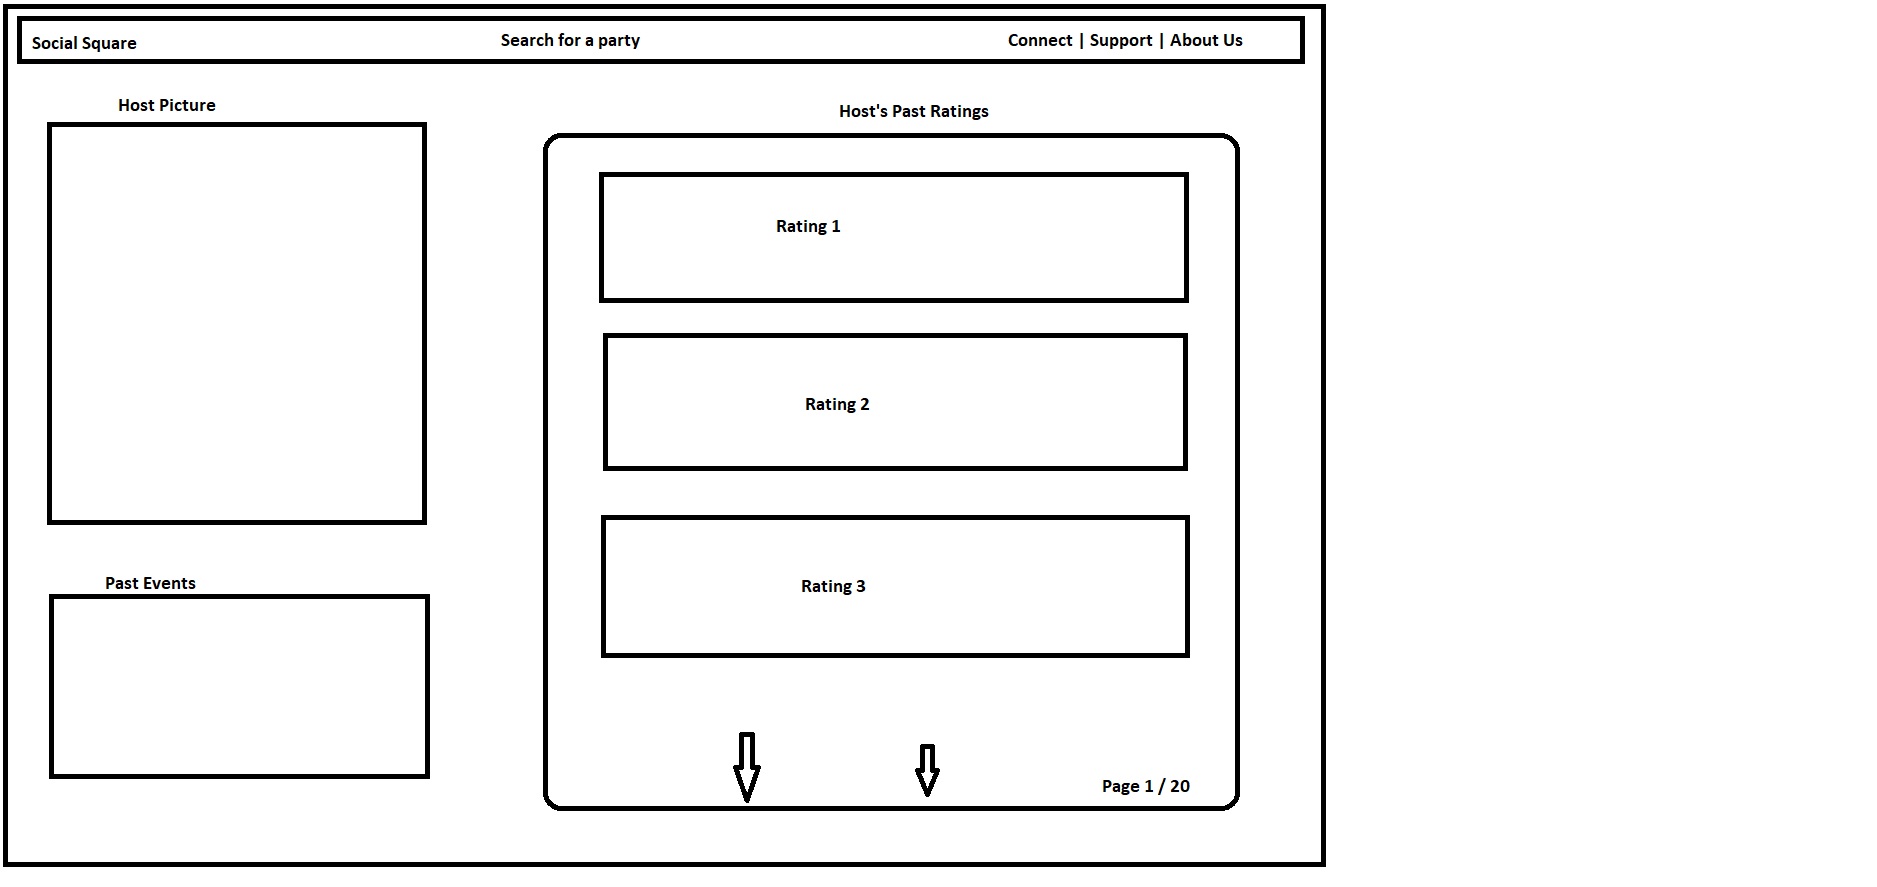 Social Square
Search for a party
Connect | Support | About Us
Host Picture
Host's Past Ratings
Rating 1
Rating 2
Rating 3
Past Events
Page 1 / 20